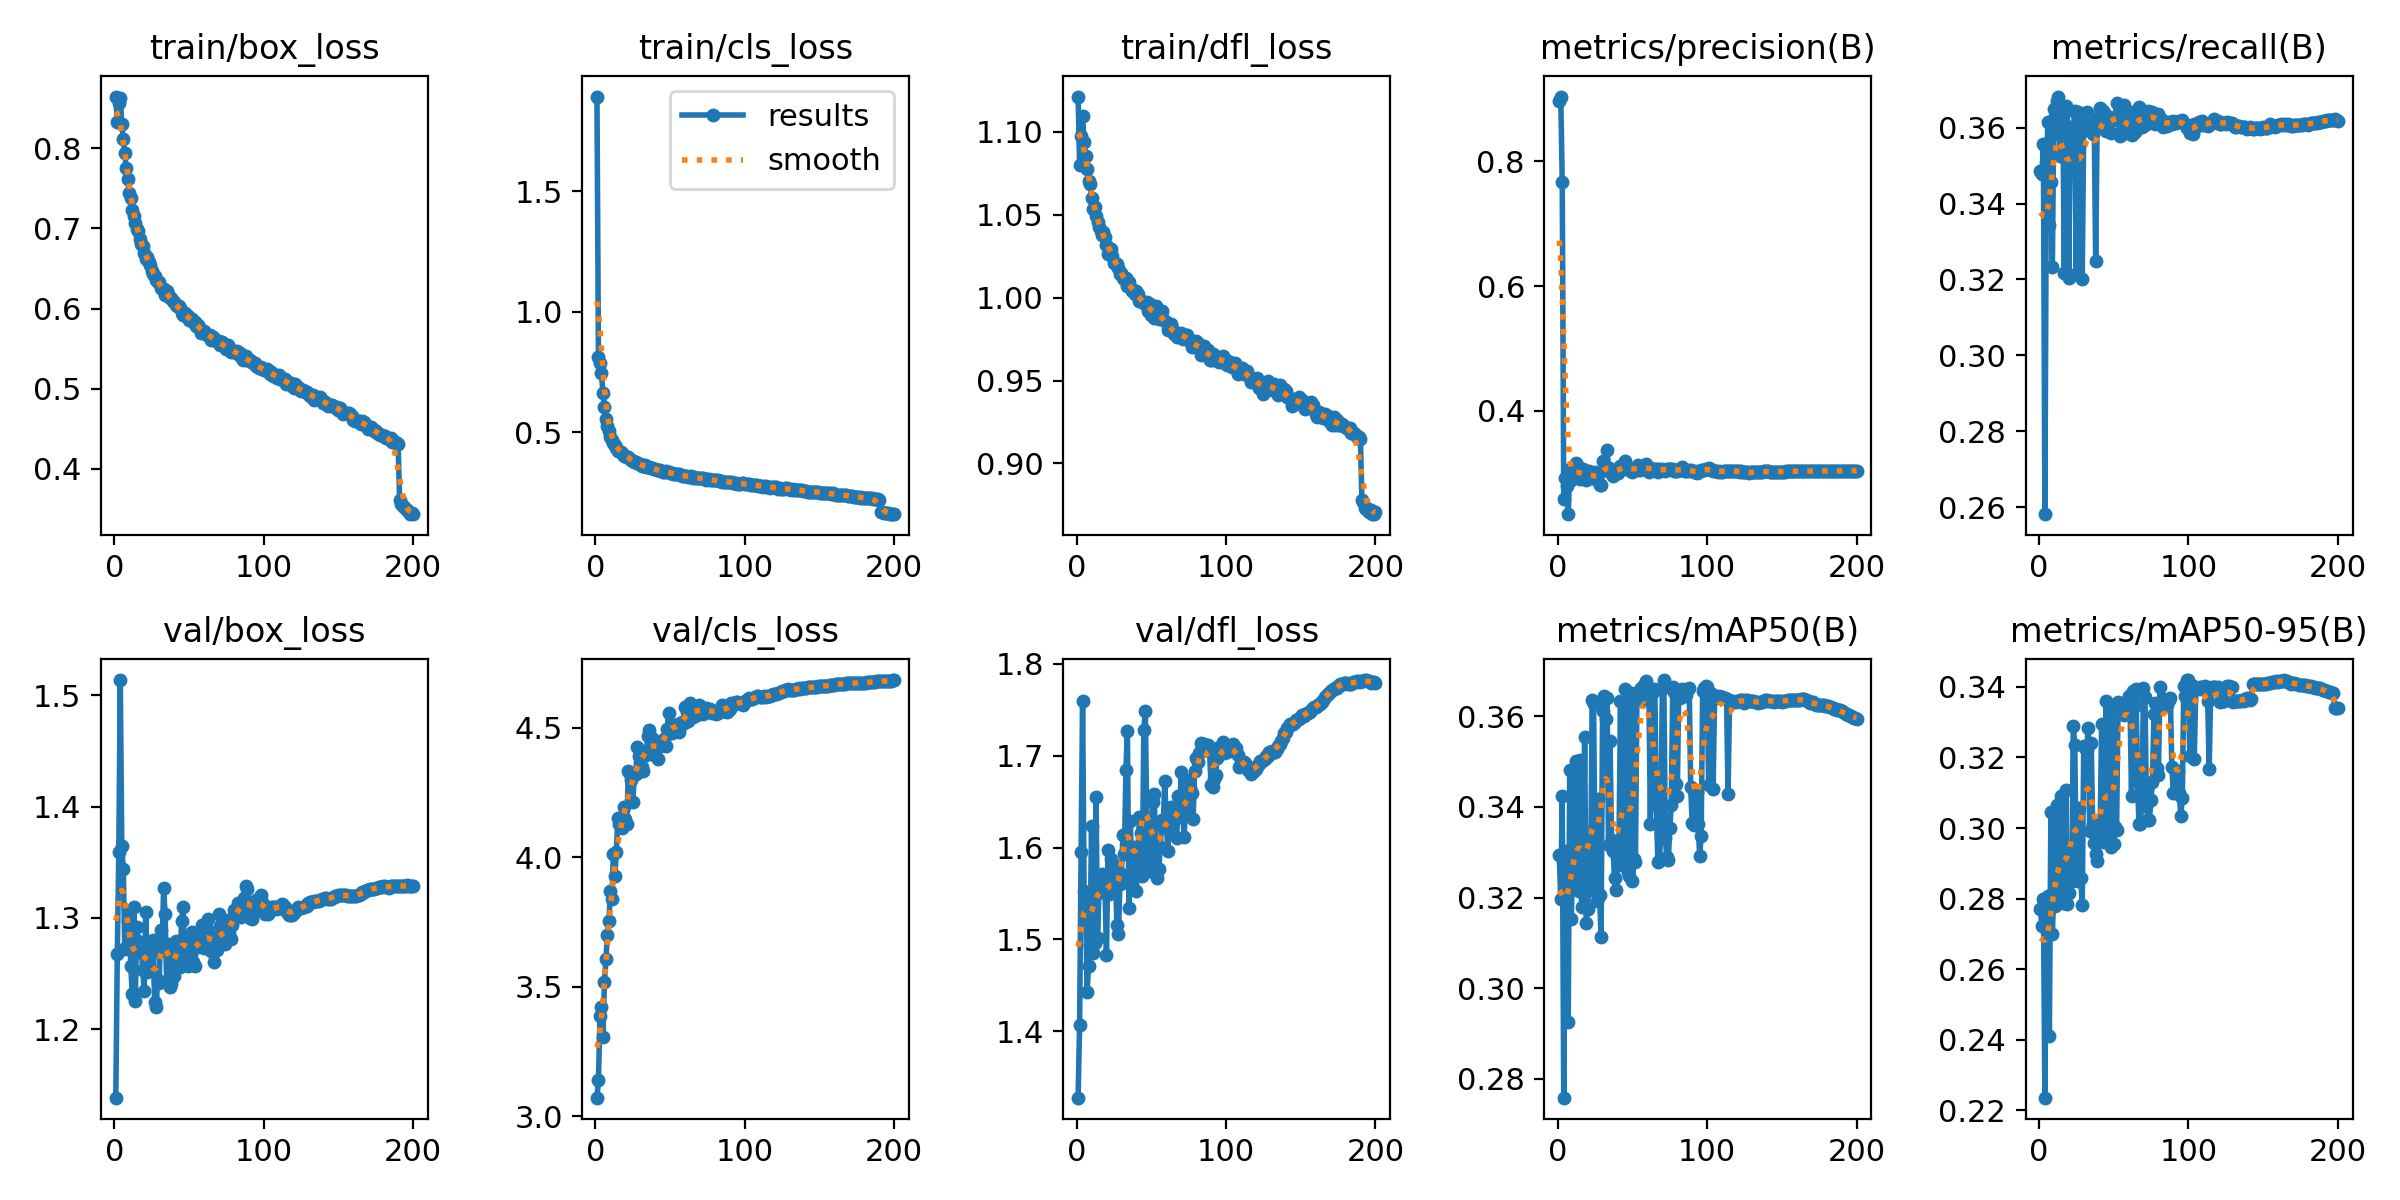 train/box_loss
0.8
0.7
0.6
0.5
0.4
0 100 200
train/cls_loss
results
smooth
1.5
1.0
0.5
0 100 200
train/dfl_loss
1.10
1.05
1.00
0.95
0.90
0 100 200
metrics/precision(B)
0.8
0.6
0.4
0 100 200
metrics/recall(B)
0.36
0.34
0.32
0.30
0.28
0.26
0 100 200
val/box_loss
1.5
1.4
1.3
1.2
0 100 200
val/cls_loss
4.5
4.0
3.5
3.0
0 100 200
val/dfl_loss
1.8
1.7
1.6
1.5
1.4
0 100 200
metrics/mAP50(B)
0.36
0.34
0.32
0.30
0.28
0 100 200
metrics/mAP50-95(B)
0.34
0.32
0.30
0.28
0.26
0.24
0.22
0 100 200